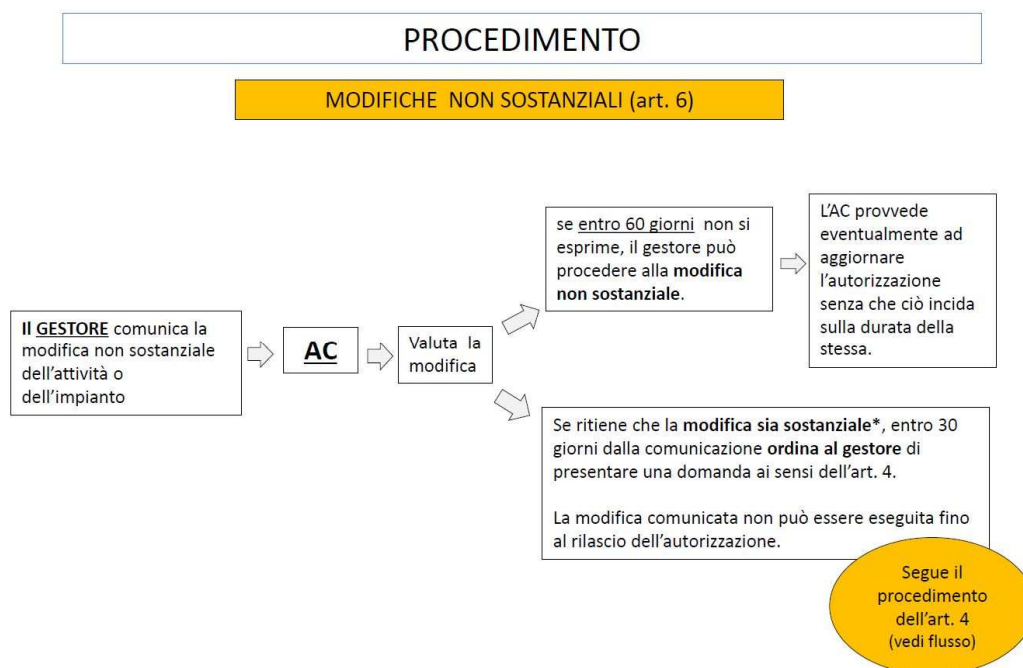 PROCEDIMENTO
MODIFICHE NON SOSTANZIALI (art. 6)
Il GESTORE comunica la
modifica non sostanziale
dell’attività o
dell’impianto
AC
Valuta la
modifica
se entro 60 giorni non si
esprime, il gestore può
procedere alla modifica
non sostanziale.
L’AC provvede
eventualmente ad
aggiornare
l’autorizzazione
senza che ciò incida
sulla durata della
stessa.
Se ritiene che la modifica sia sostanziale*, entro 30
giorni dalla comunicazione ordina al gestore di
presentare una domanda ai sensi dell’art. 4.
La modifica comunicata non può essere eseguita fino
al rilascio dell’autorizzazione.
Segue il
procedimento
dell’art. 4
(vedi flusso)